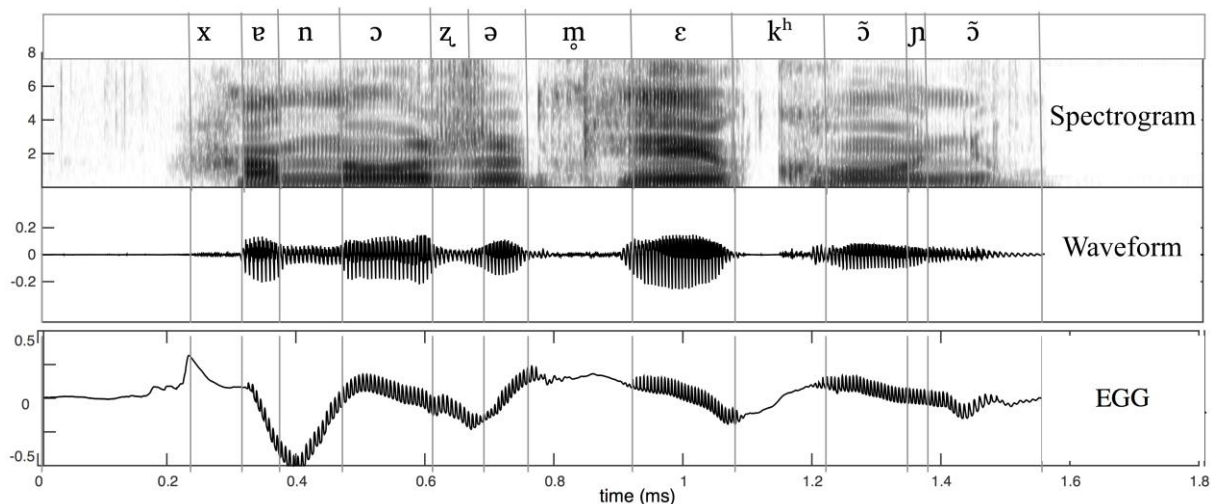 x ɐ n ɔ ʐ ə m̥ ɛ kʰ ɔ̃ ɲ ɔ̃
8
6
4
2
Spectrogram
0.2
0
-0.2
Waveform
0.5
0
-0.5
EGG
0 0.2 0.4 0.6 0.8 1 1.2 1.4 1.6 1.8
time (ms)